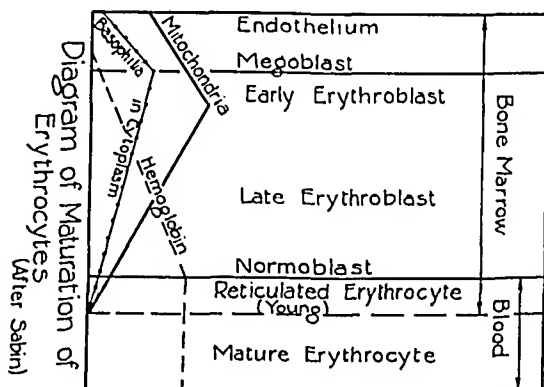 Endothelium
Megoblast
Early Erythroblast
Late Erythroblast
Normoblast
Reticulated Erythrocyte
(Young)
Mature Erythrocyte
Mitochondria
Basophilia
in Cytoplasm
Hemoglobin
Bone Marrow
Blood
Diagram of Maturation of
Erythrocytes
(After Sabin)